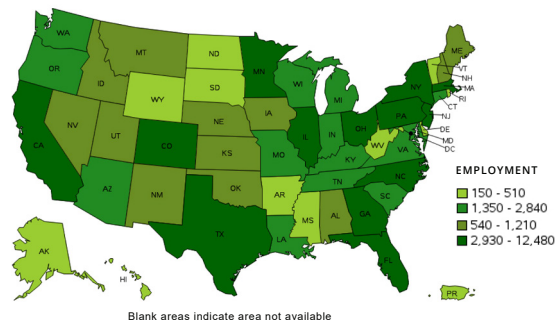 WA
MT
ND
MN
ME
OR
ID
SD
WI
MI
NY
VT
NH
MA
RI
CT
WY
IA
NE
PA
NJ
NV
UT
CO
IL
IN
OH
DE
MD
DC
WV
VA
CA
KS
MO
KY
AZ
NM
OK
AR
TN
NC
SC
TX
LA
MS
AL
GA
FL
AK
HI
PR
EMPLOYMENT
150 - 510
1,350 - 2,840
540 - 1,210
2,930 - 12,480
Blank areas indicate area not available